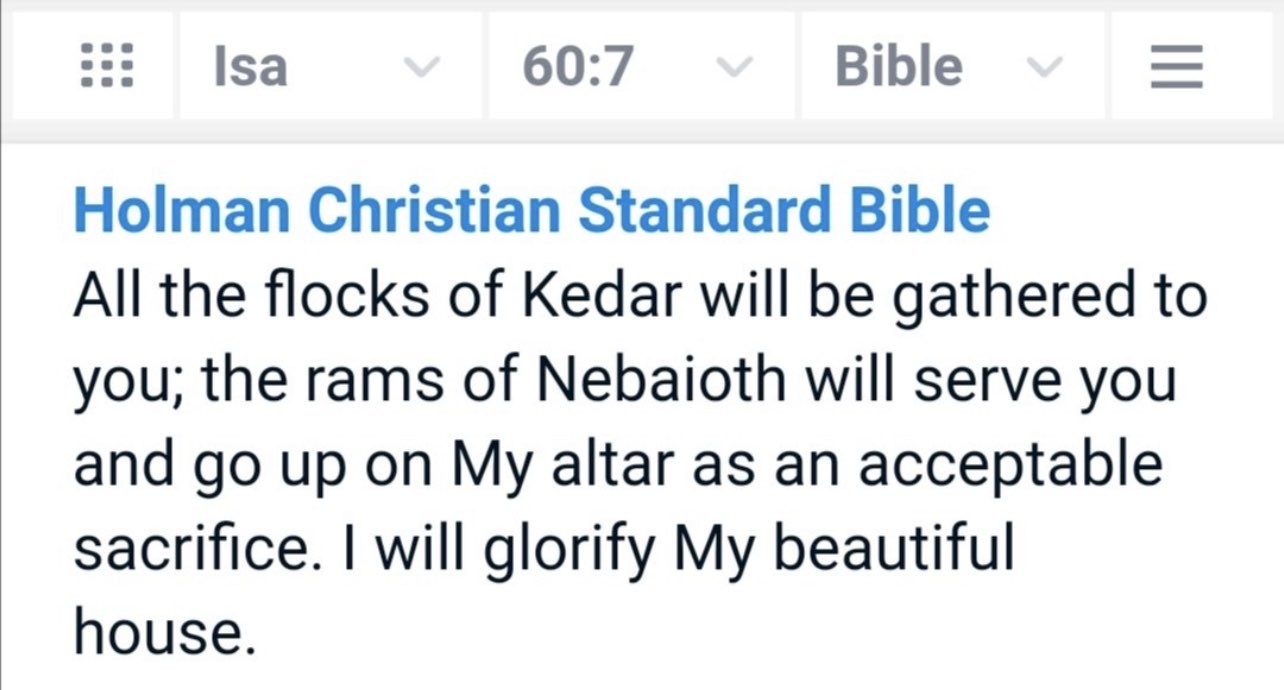 Isa 60:7 Bible
Holman Christian Standard Bible
All the flocks of Kedar will be gathered to
you; the rams of Nebaioth will serve you
and go up on My altar as an acceptable
sacrifice. I will glorify My beautiful
house.